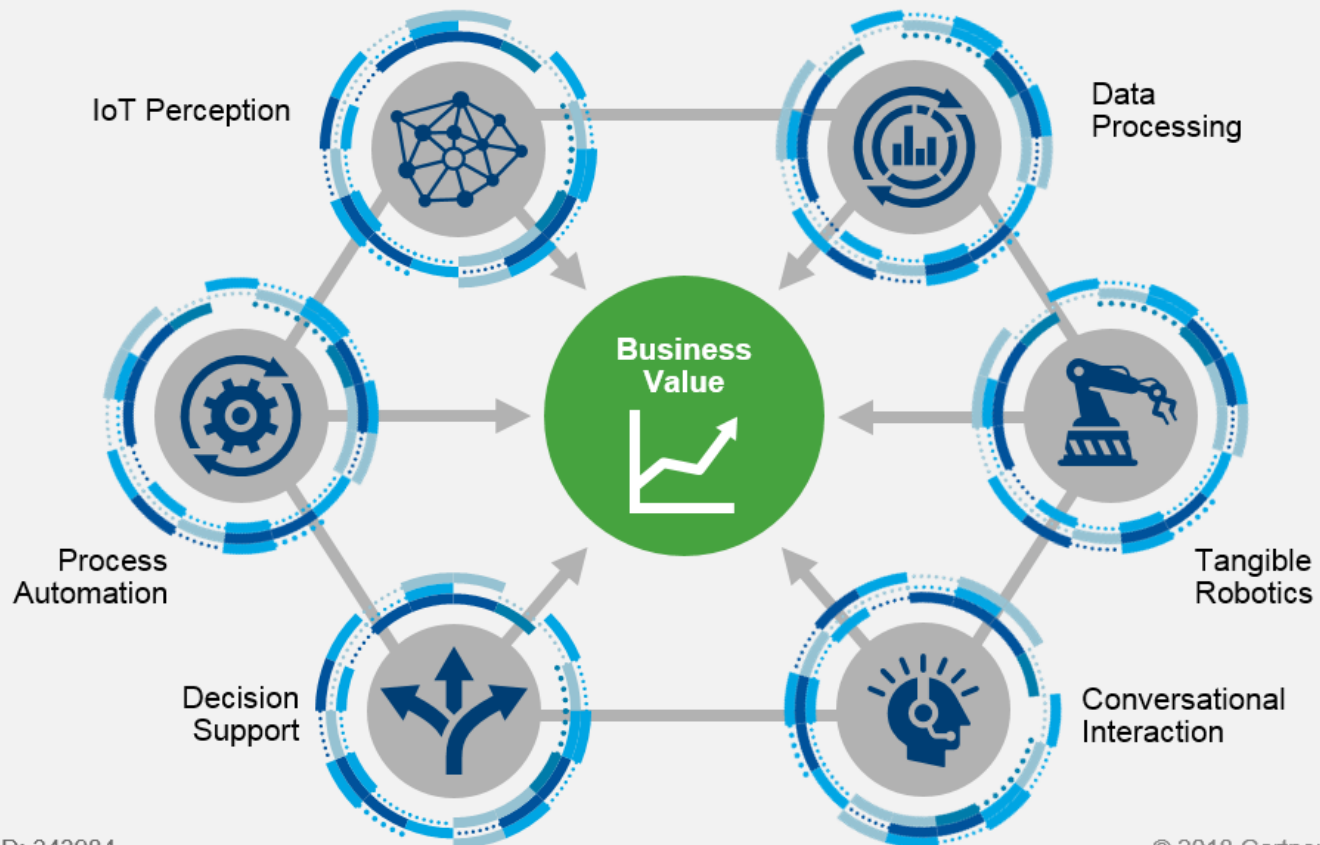 IoT Perception
Data
Processing
Business
Value
Process
Automation
Tangible
Robotics
Decision
Support
Conversational
Interaction